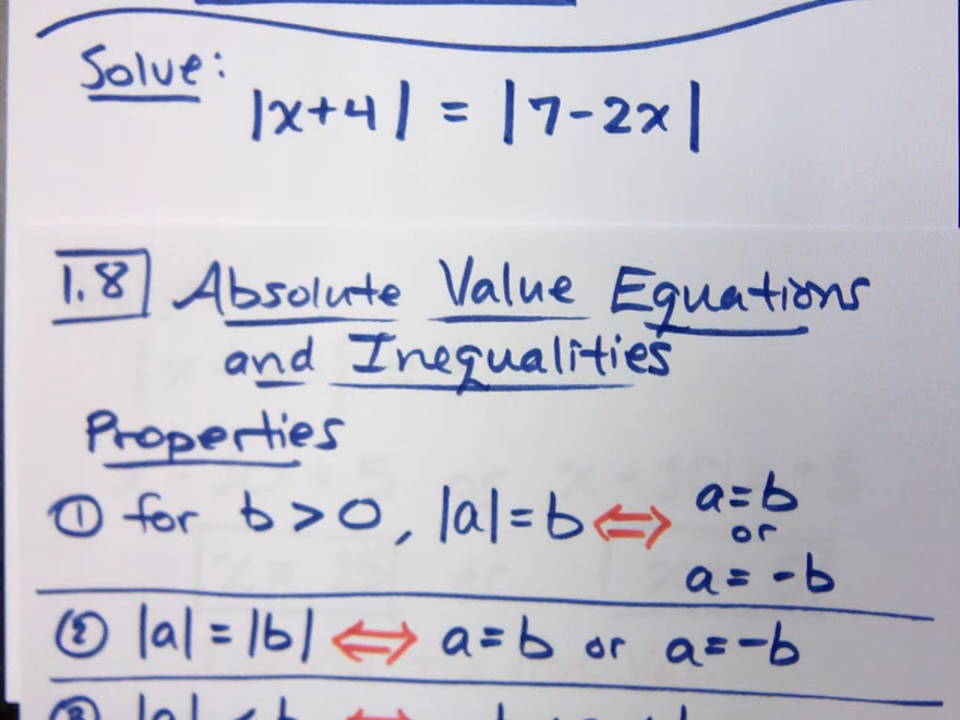 Solve:
|x+4| = |7-2x|
1.8 Absolute Value Equations
and Inequalities
Properties
① for b > 0, |a| = b ⇔ a = b
or
a = -b
② |a| = |b| ⇔ a = b or a = -b